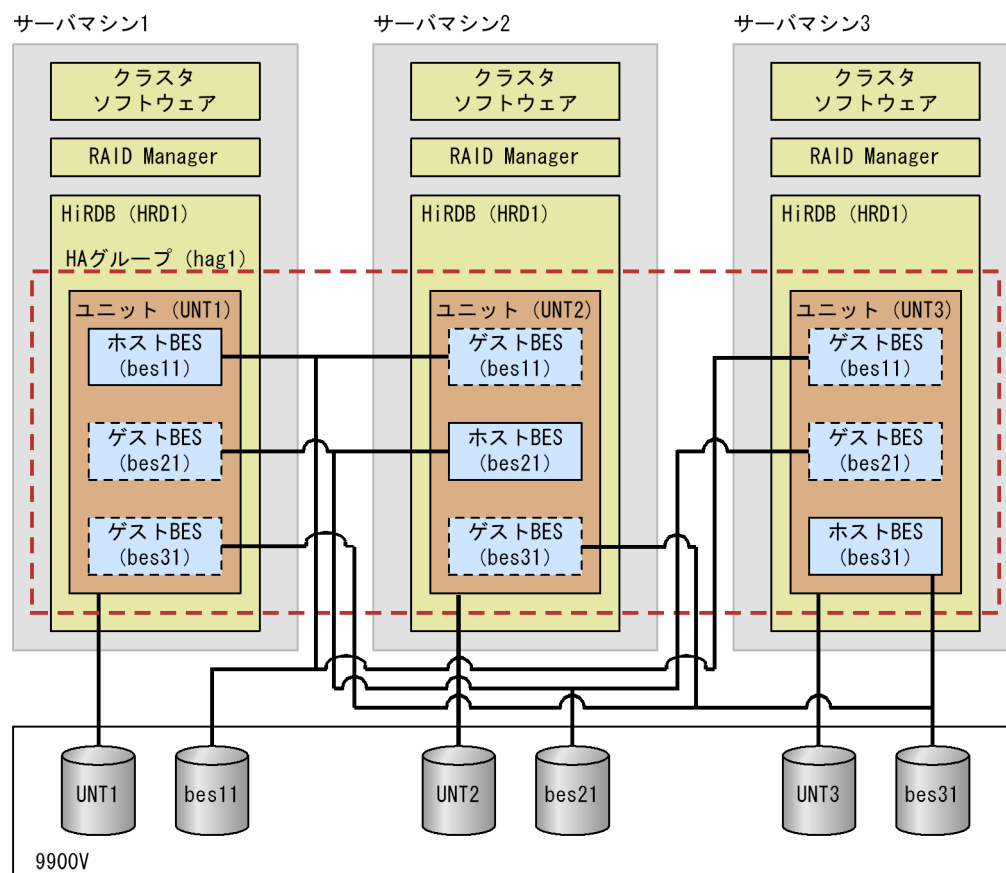 サーバマシン1
サーバマシン2
サーバマシン3
クラスタ
ソフトウェア
クラスタ
ソフトウェア
クラスタ
ソフトウェア
RAID Manager
RAID Manager
RAID Manager
HiRDB (HRD1)
HiRDB (HRD1)
HiRDB (HRD1)
HAグループ (hag1)
ユニット (UNT1)
ユニット (UNT2)
ユニット (UNT3)
ホストBES
(bes11)
ゲストBES
(bes11)
ゲストBES
(bes11)
ゲストBES
(bes21)
ホストBES
(bes21)
ゲストBES
(bes21)
ゲストBES
(bes31)
ゲストBES
(bes31)
ホストBES
(bes31)
UNT1
bes11
UNT2
bes21
UNT3
bes31
9900V